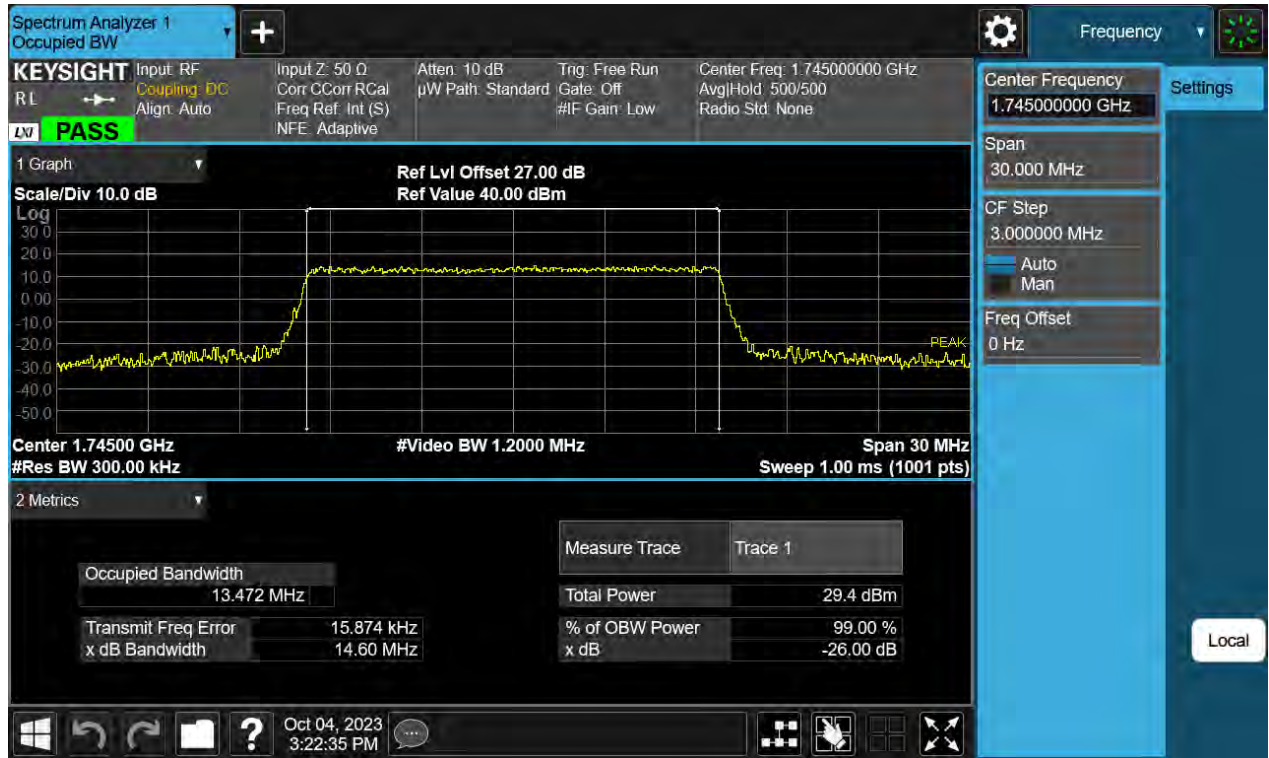 Spectrum Analyzer 1
Occupied BW
Frequency
KEYSIGHT
RL
LXI
PASS
Input: RF
Coupling: DC
Align: Auto
Input Z: 50 Ω
Corr CCorr RCal
Freq Ref: Int (S)
NFE: Adaptive
Atten: 10 dB
µW Path: Standard
Trig: Free Run
Gate: Off
#IF Gain: Low
Center Freq: 1.745000000 GHz
Avg|Hold: 500/500
Radio Std: None
Center Frequency
1.745000000 GHz
Settings
Span
30.000 MHz
CF Step
3.000000 MHz
Auto
Man
Freq Offset
0 Hz
Local
1 Graph
Scale/Div 10.0 dB
Ref Lvl Offset 27.00 dB
Ref Value 40.00 dBm
Log
30.0
20.0
10.0
0.00
-10.0
-20.0
-30.0
-40.0
-50.0
PEAK
Center 1.74500 GHz
#Video BW 1.2000 MHz
Span 30 MHz
#Res BW 300.00 kHz
Sweep 1.00 ms (1001 pts)
2 Metrics
Occupied Bandwidth
13.472 MHz
Transmit Freq Error 15.874 kHz
x dB Bandwidth 14.60 MHz
Measure Trace Trace 1
Total Power 29.4 dBm
% of OBW Power 99.00 %
x dB -26.00 dB
?
Oct 04, 2023
3:22:35 PM